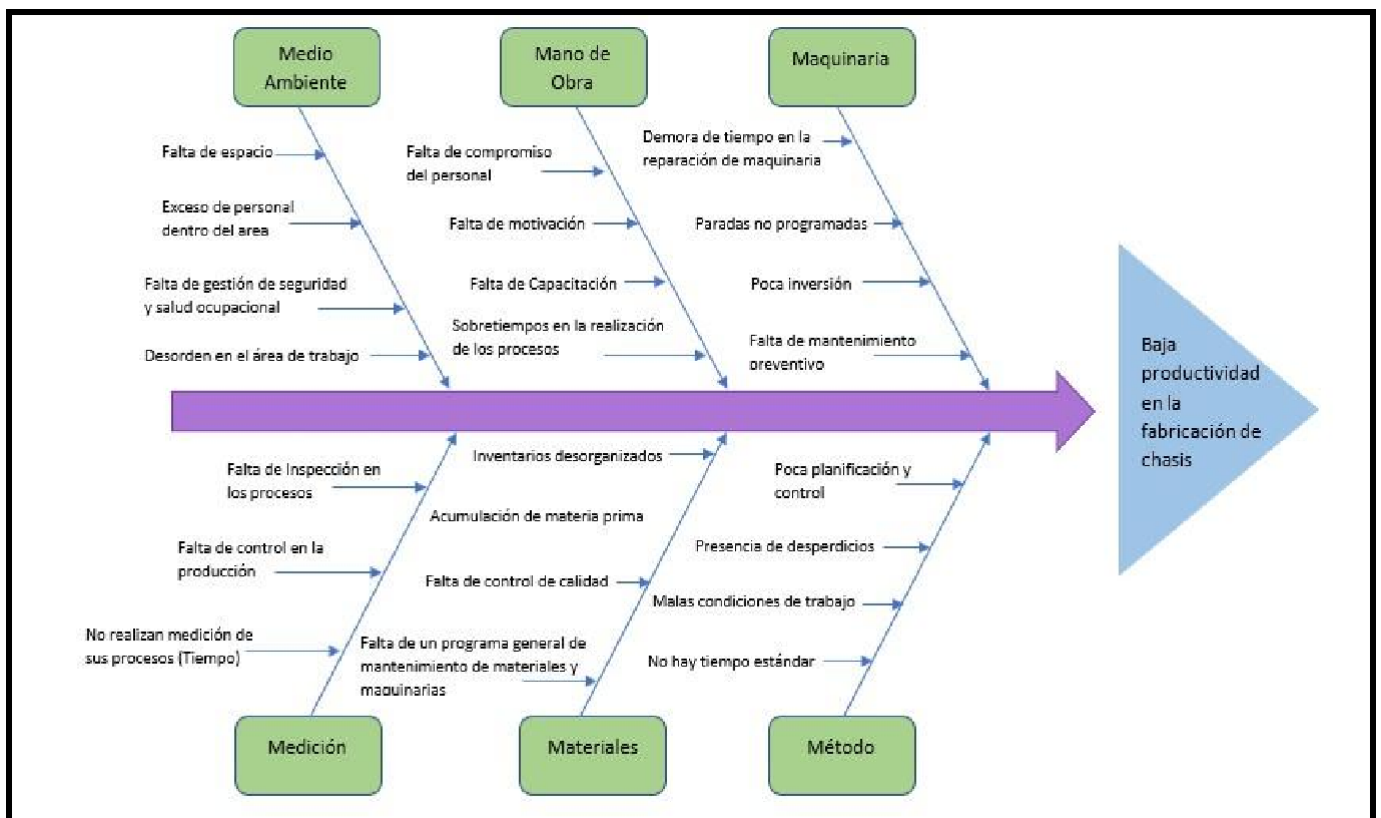 Medio
Ambiente
Mano de
Obra
Maquinaria
Falta de espacio
Exceso de personal
dentro del area
Falta de gestión de seguridad
y salud ocupacional
Desorden en el área de trabajo
Falta de compromiso
del personal
Falta de motivación
Falta de Capacitación
Sobretiempos en la realización
de los procesos
Demora de tiempo en la
reparación de maquinaria
Paradas no programadas
Poca inversión
Falta de mantenimiento
preventivo
Baja
productividad
en la
fabricación de
chasis
Falta de Inspección en
los procesos
Falta de control en la
producción
No realizan medición de
sus procesos (Tiempo)
Inventarios desorganizados
Acumulación de materia prima
Falta de control de calidad
Falta de un programa general de
mantenimiento de materiales y
maquinarias
Poca planificación y
control
Presencia de desperdicios
Malas condiciones de trabajo
No hay tiempo estándar
Medición
Materiales
Método